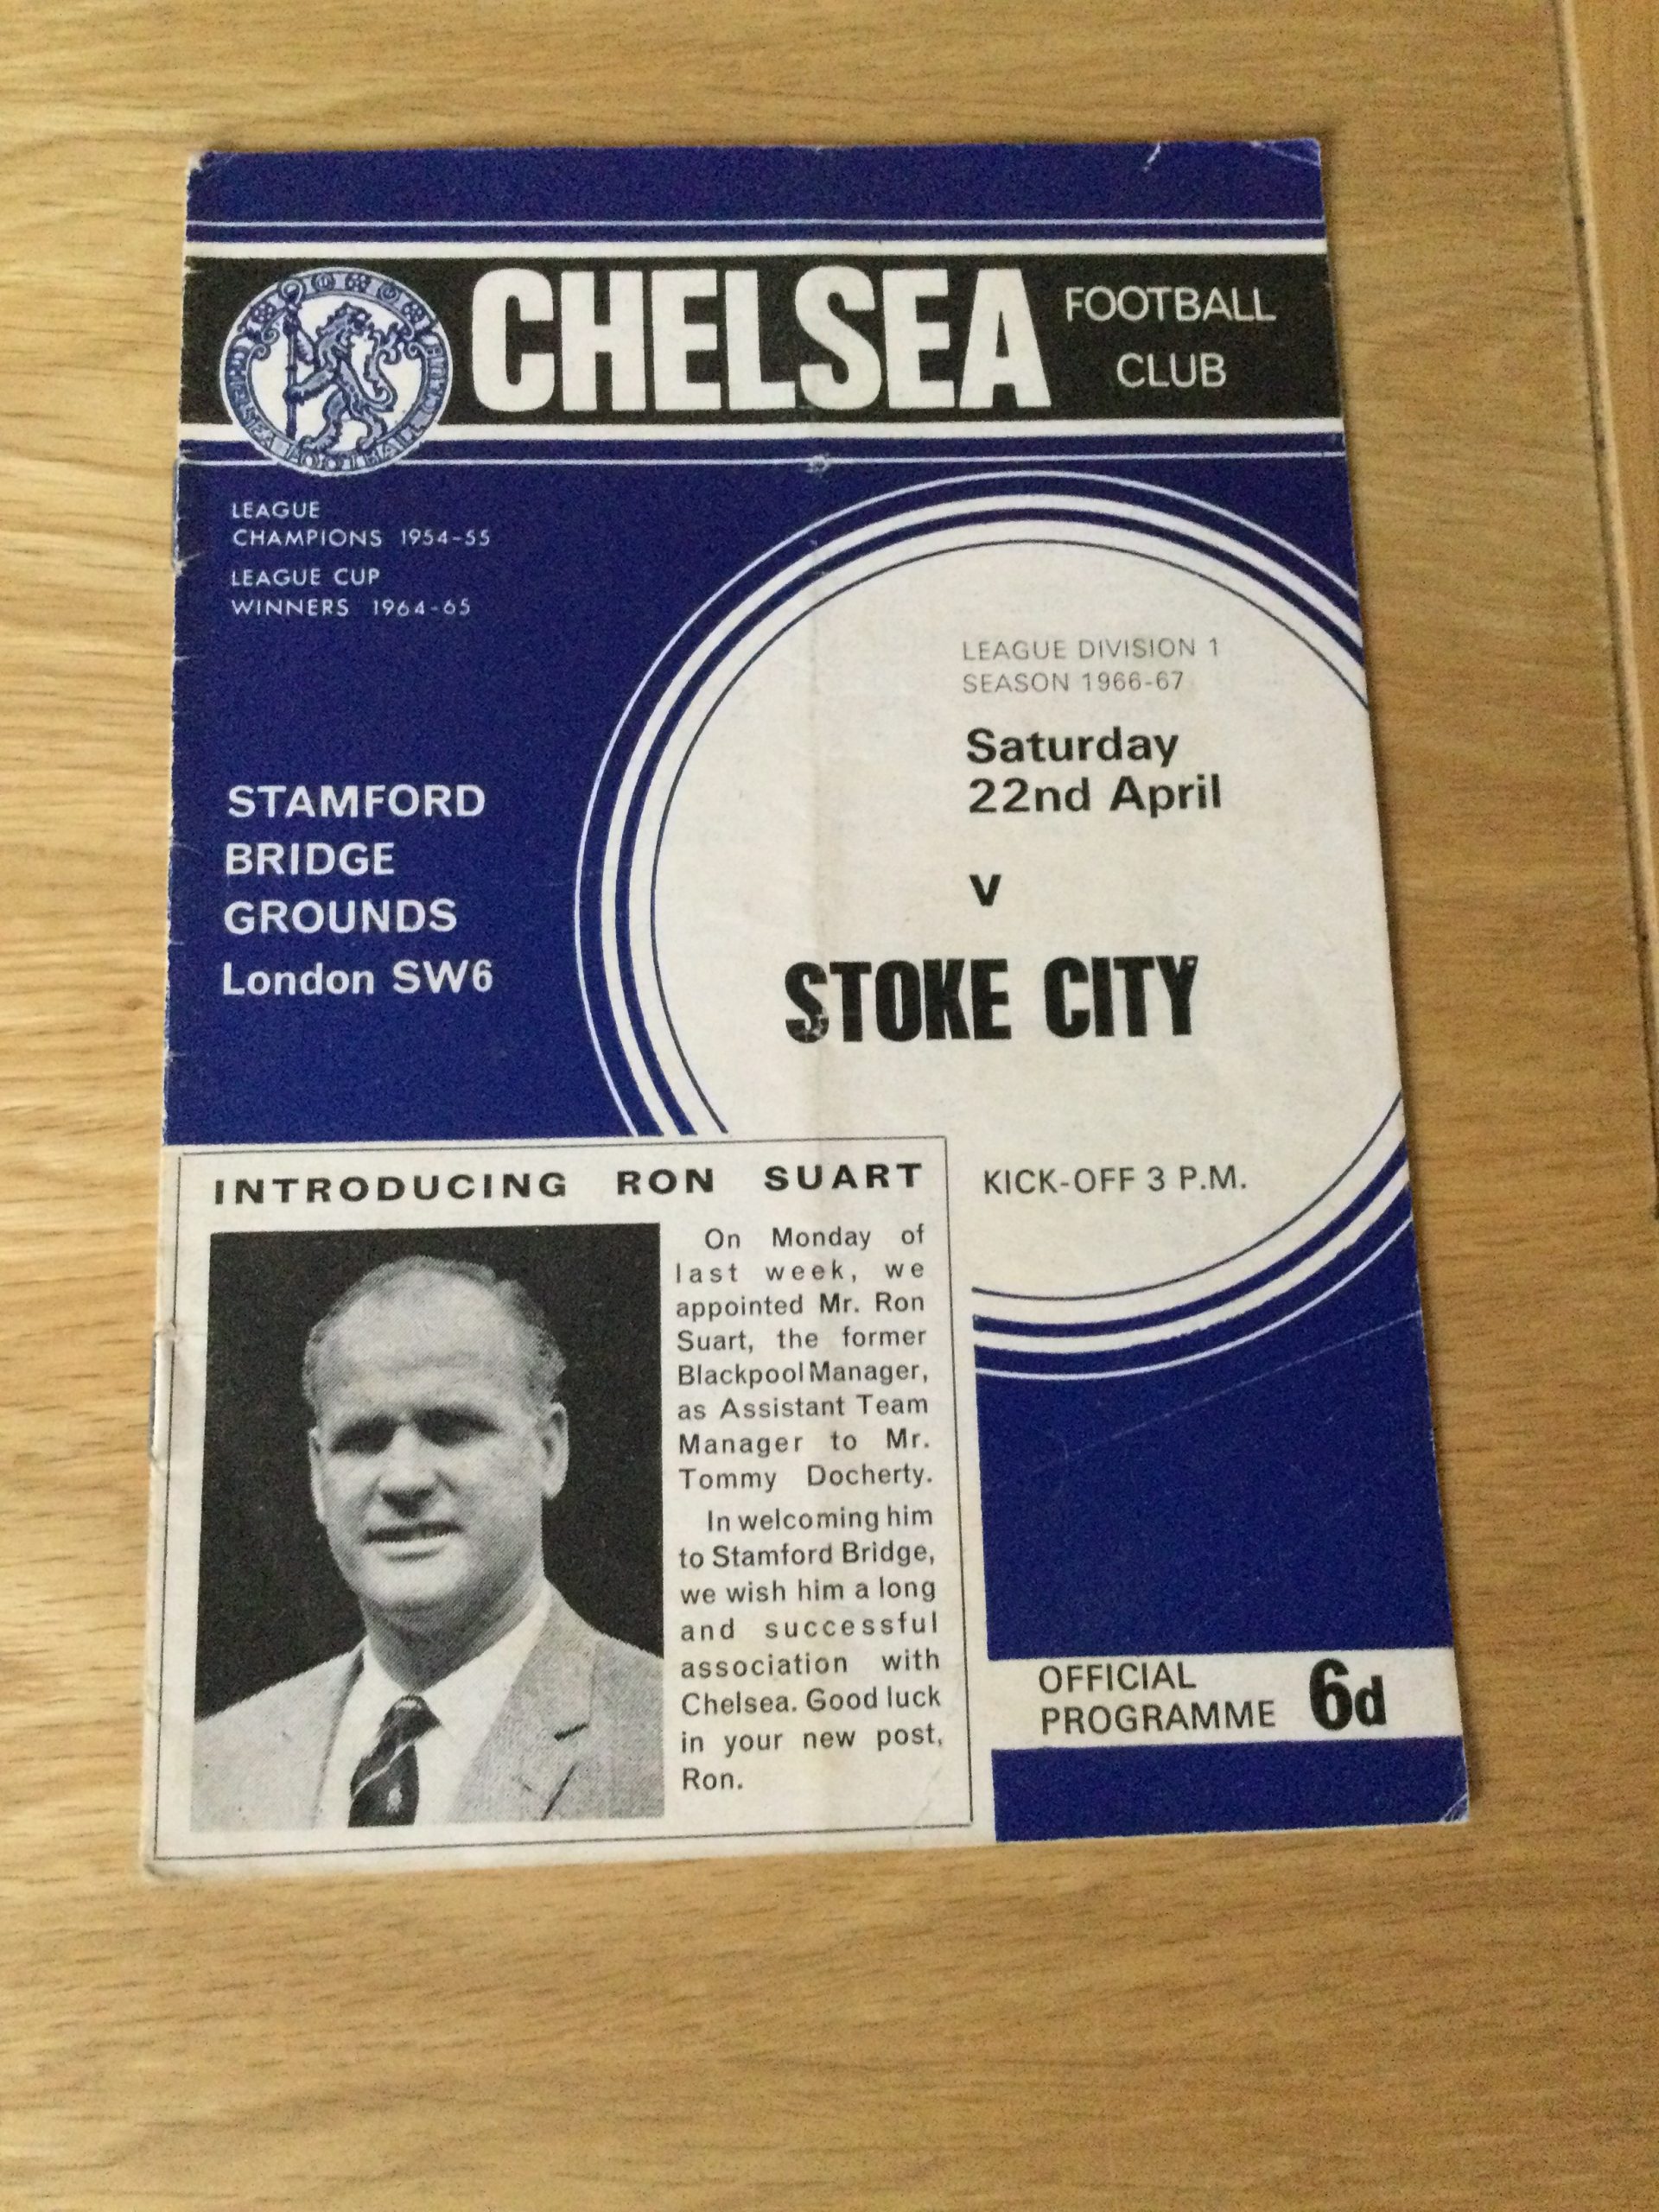 CHELSEA FOOTBALL
CLUB
CHELSEA FOOTBALL CLUB
LEAGUE
CHAMPIONS 1954-55
LEAGUE CUP
WINNERS 1964-65
LEAGUE DIVISION 1
SEASON 1966-67
Saturday
22nd April
v
STOKE CITY
STAMFORD
BRIDGE
GROUNDS
London SW6
KICK-OFF 3 P.M.
INTRODUCING RON SUART
On Monday of
last week, we
appointed Mr. Ron
Suart, the former
Blackpool Manager,
as Assistant Team
Manager to Mr.
Tommy Docherty.
In welcoming him
to Stamford Bridge,
we wish him a long
and successful
association with
Chelsea. Good luck
in your new post,
Ron.
OFFICIAL
PROGRAMME 6d